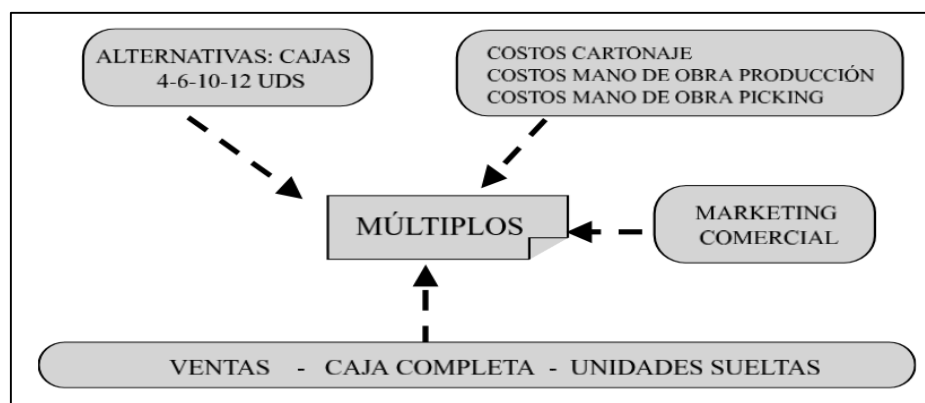 ALTERNATIVAS: CAJAS
4-6-10-12 UDS
COSTOS CARTONAJE
COSTOS MANO DE OBRA PRODUCCIÓN
COSTOS MANO DE OBRA PICKING
MÚLTIPLOS
MARKETING
COMERCIAL
VENTAS - CAJA COMPLETA - UNIDADES SUELTAS